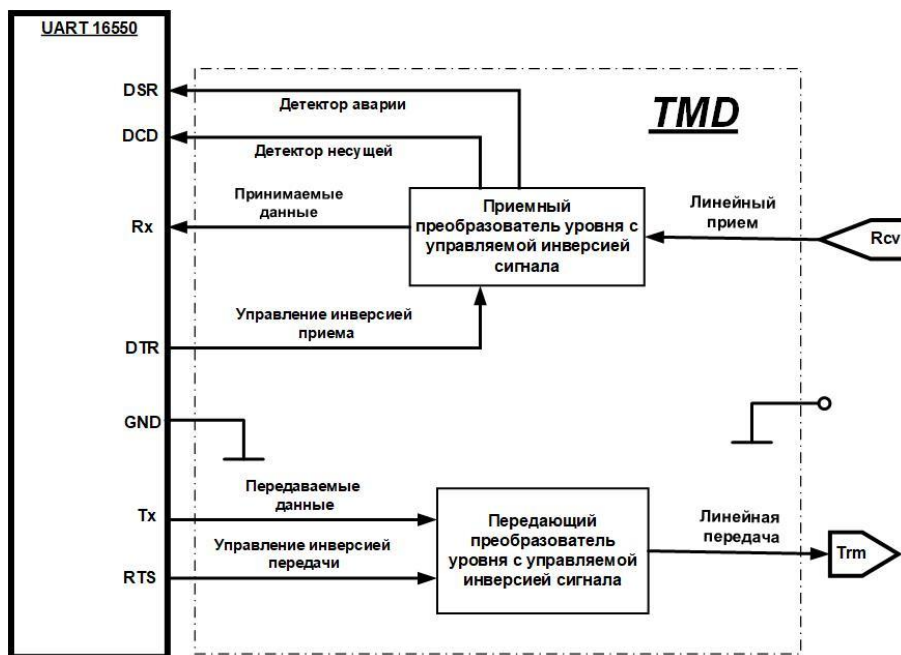 UART 16550
DSR
Детектор аварии
TMD
DCD
Детектор несущей
Принимаемые
данные
Rx
Приемный
преобразователь уровня с
управляемой инверсией
сигнала
Линейный
прием
Rcv
Управление инверсией
приема
DTR
GND
Передаваемые
данные
Tx
Управление инверсией
передачи
RTS
Передающий
преобразователь
уровня с управляемой
инверсией сигнала
Линейная
передача
Trm